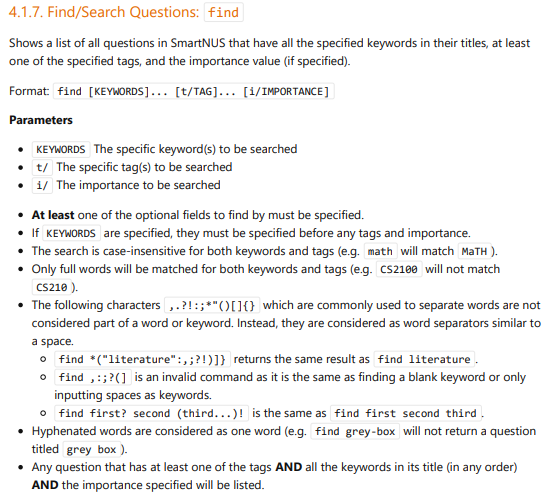 4.1.7. Find/Search Questions: find
Shows a list of all questions in SmartNUS that have all the specified keywords in their titles, at least
one of the specified tags, and the importance value (if specified).
Format: find [KEYWORDS]... [t/TAG]... [i/IMPORTANCE]
Parameters
• KEYWORDS The specific keyword(s) to be searched
• t/ The specific tag(s) to be searched
• i/ The importance to be searched
• At least one of the optional fields to find by must be specified.
• If KEYWORDS are specified, they must be specified before any tags and importance.
• The search is case-insensitive for both keywords and tags (e.g. math will match MaTH ).
• Only full words will be matched for both keywords and tags (e.g. CS2100 will not match
CS210 ).
• The following characters ,.?!:;*"()[]{} which are commonly used to separate words are not
considered part of a word or keyword. Instead, they are considered as word separators similar to
a space.
○ find *("literature":,;?!)]} returns the same result as find literature .
○ find ,:;?(] is an invalid command as it is the same as finding a blank keyword or only
inputting spaces as keywords.
○ find first? second (third...)! is the same as find first second third .
• Hyphenated words are considered as one word (e.g. find grey-box will not return a question
titled grey box ).
• Any question that has at least one of the tags AND all the keywords in its title (in any order)
AND the importance specified will be listed.